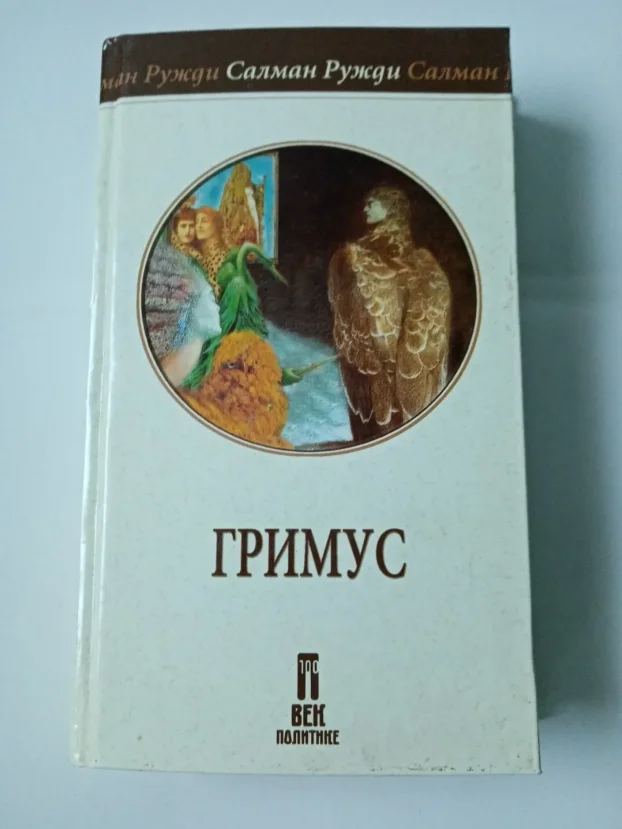 ман Ружди Салман Ружди Салман
ГРИМУС
100
ВЕК
ПОЛИТИКЕ